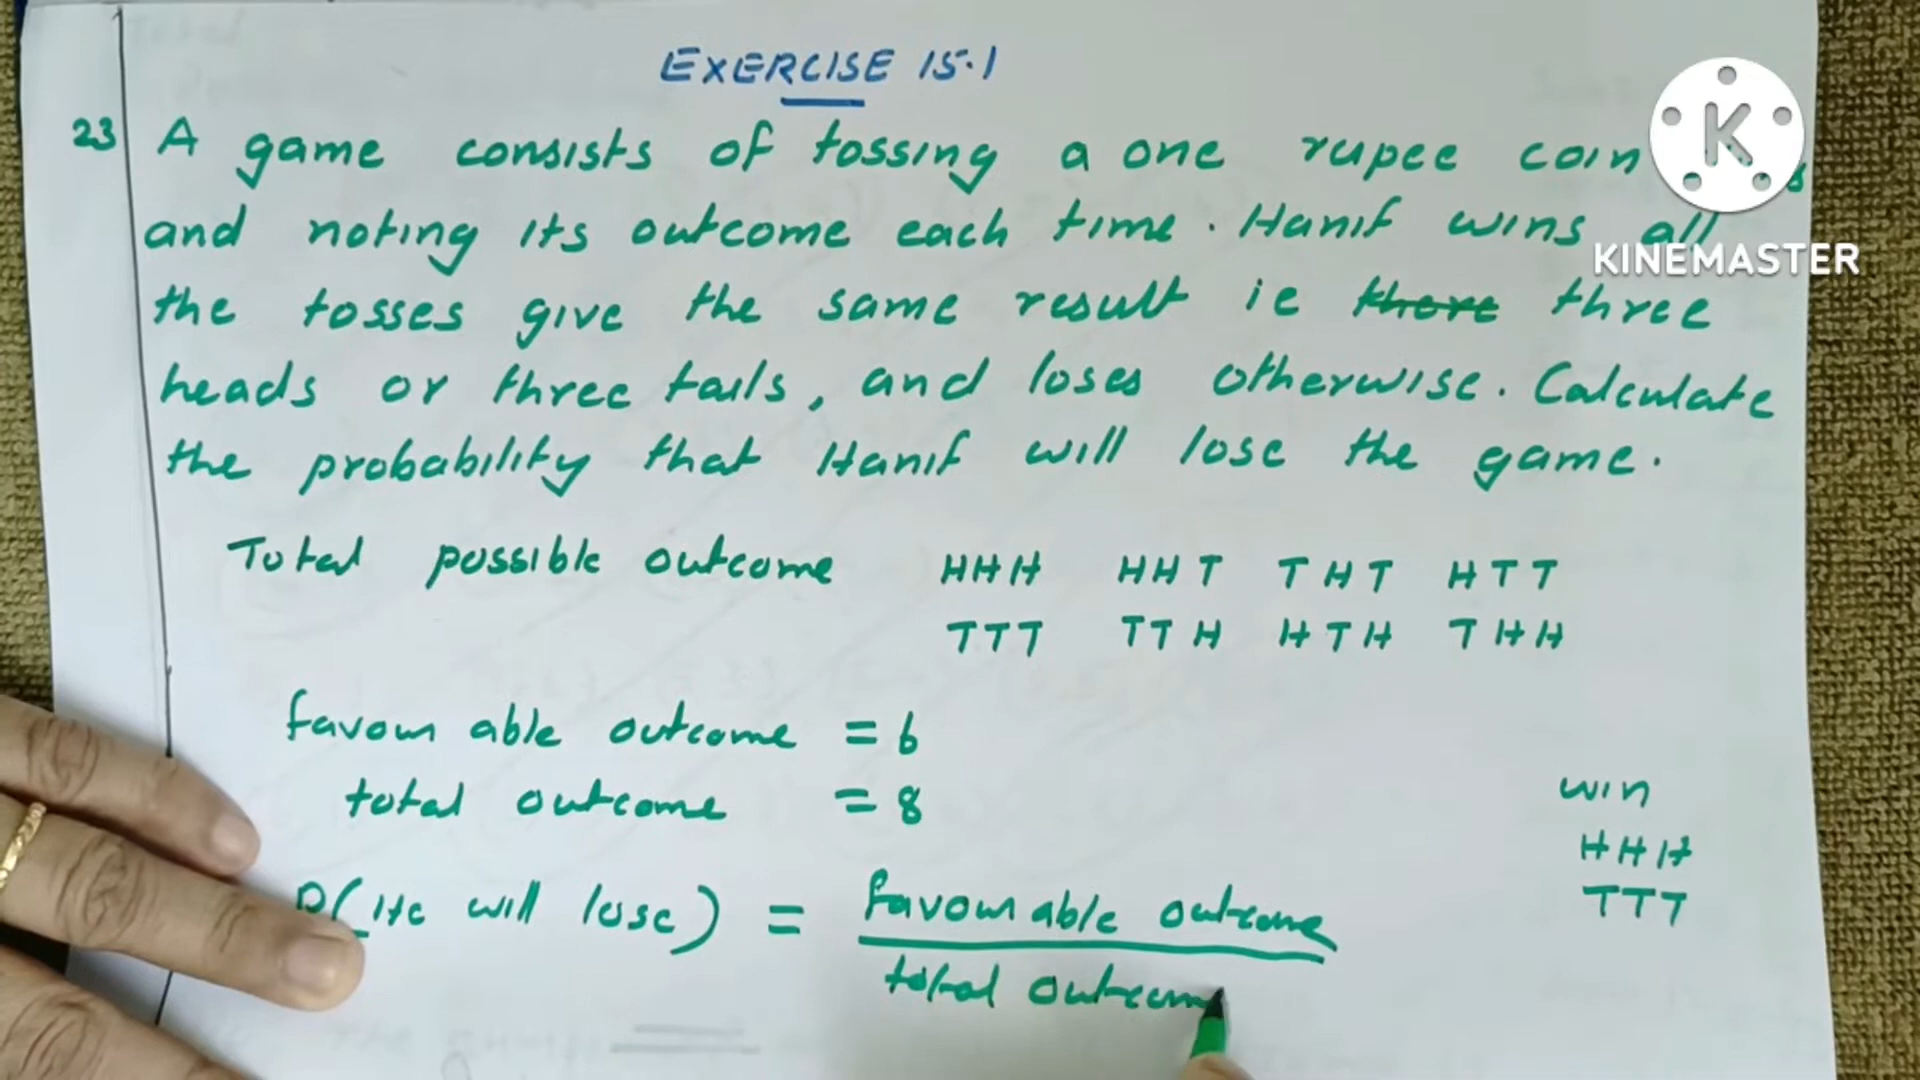 EXERCISE 15.1
23 A game consists of tossing a one rupee coin
and noting its outcome each time. Hanif wins all
the tosses give the same result ie there three
heads or three tails, and loses otherwise. Calculate
the probability that Hanif will lose the game.
Total possible outcome HHH HHT THT HTT
TTT TTH HTH THH
favourable outcome = 6
total outcome = 8
P(He will lose) = favourable outcome
total outcom
win
HHH
TTT
K
KINEMASTER